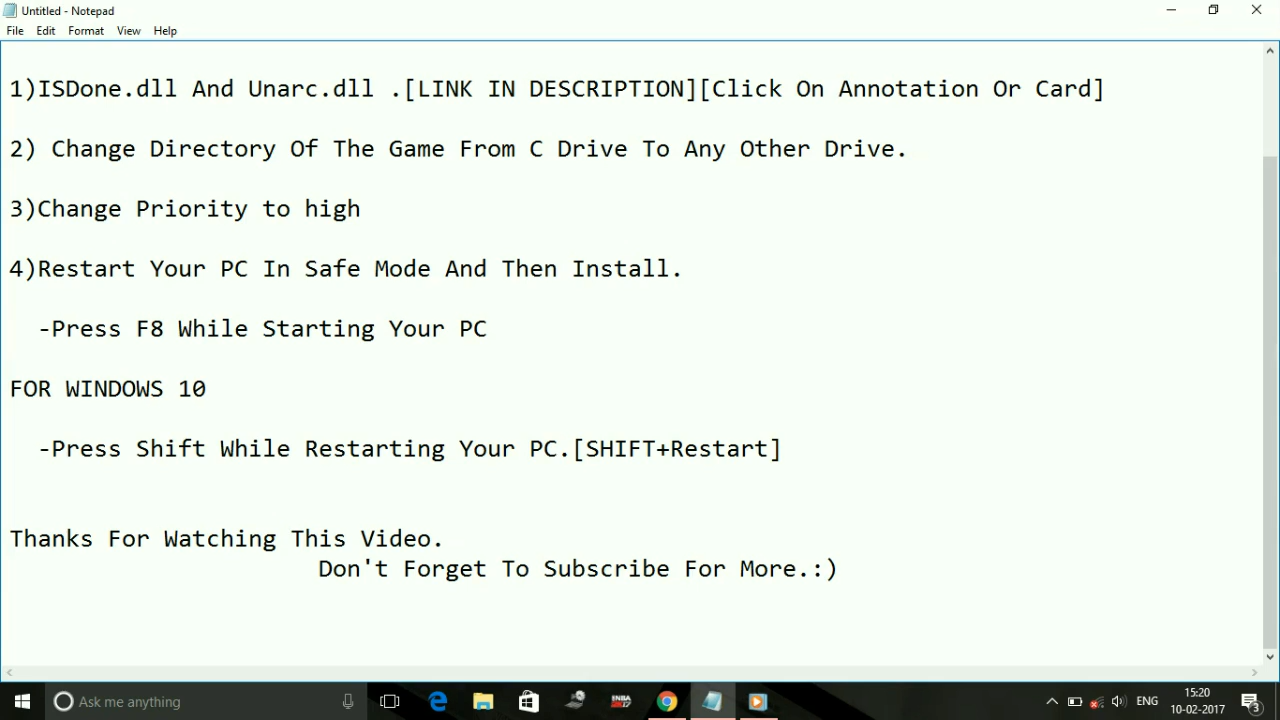 Untitled - Notepad
File Edit Format View Help
1)ISDone.dll And Unarc.dll .[LINK IN DESCRIPTION][Click On Annotation Or Card]
2) Change Directory Of The Game From C Drive To Any Other Drive.
3)Change Priority to high
4)Restart Your PC In Safe Mode And Then Install.
-Press F8 While Starting Your PC
FOR WINDOWS 10
-Press Shift While Restarting Your PC.[SHIFT+Restart]
Thanks For Watching This Video.
Don't Forget To Subscribe For More.:)
Ask me anything
ENG
15:20
10-02-2017
3